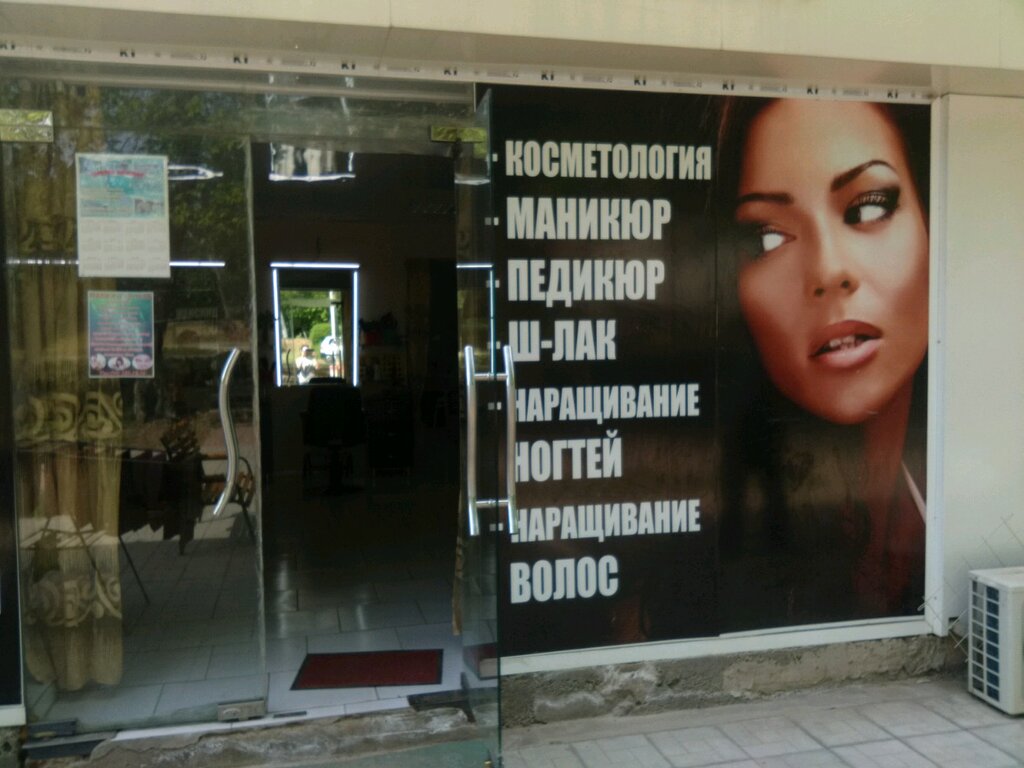 - КОСМЕТОЛОГИЯ
- МАНИКЮР
- ПЕДИКЮР
- Ш-ЛАК
- НАРАЩИВАНИЕ
НОГТЕЙ
- НАРАЩИВАНИЕ
ВОЛОС